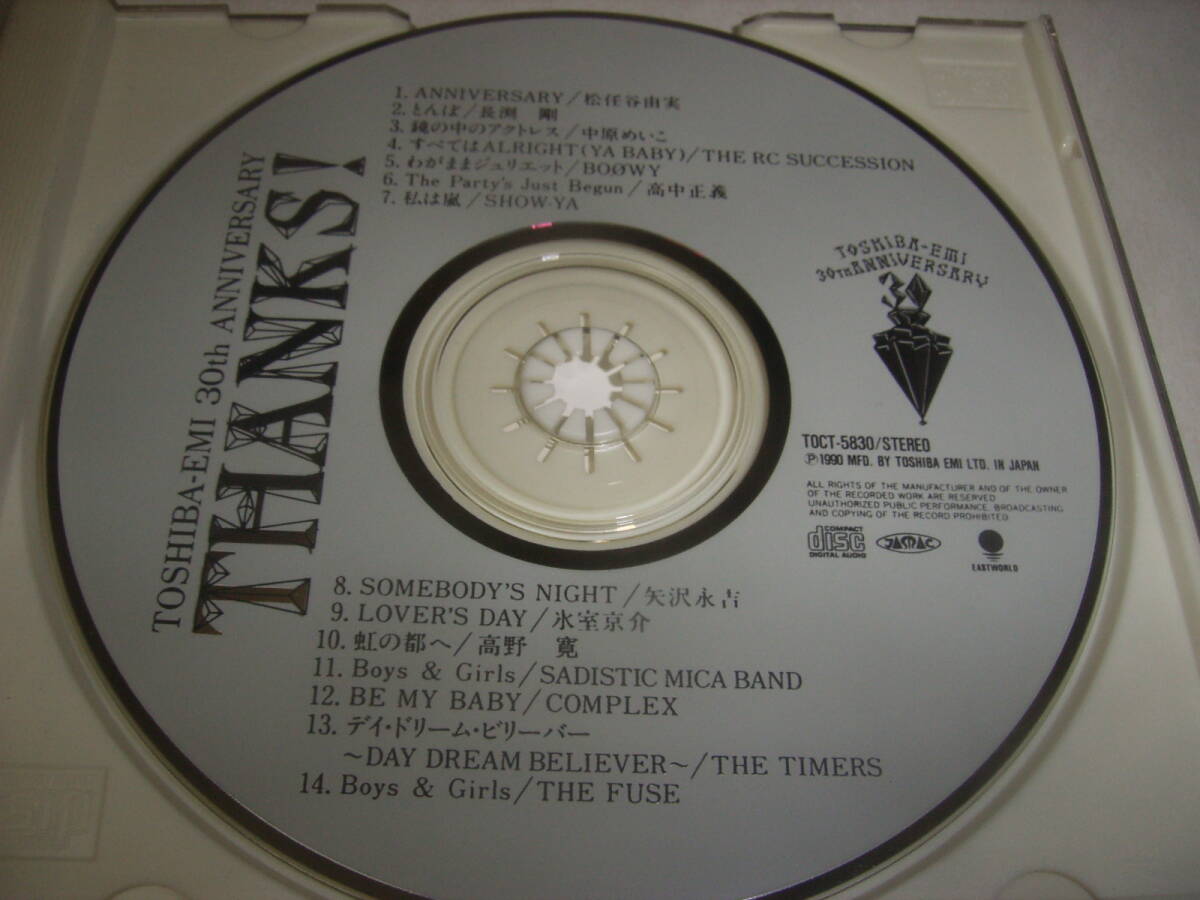 TOSHIBA-EMI 30th ANNIVERSARY
THANKS!
1. ANNIVERSARY/松任谷由実
2. とんぼ/長渕 剛
3. 鏡の中のアクトレス/中原めいこ
4. すべてはALRIGHT(YA BABY)/THE RC SUCCESSION
5. わがままジュリエット/BOØWY
6. The Party's Just Begun/高中正義
7. 私は嵐/SHOW-YA
TOSHIBA-EMI
30TH ANNIVERSARY
30
TOCT-5830/STEREO
Ⓟ1990 MFD. BY TOSHIBA EMI LTD. IN JAPAN
ALL RIGHTS OF THE MANUFACTURER AND OF THE OWNER
OF THE RECORDED WORK ARE RESERVED
UNAUTHORIZED PUBLIC PERFORMANCE, BROADCASTING
AND COPYING OF THE RECORD PROHIBITED
COMPACT
disc
DIGITAL AUDIO
JASRAC
EASTWORLD
8. SOMEBODY'S NIGHT/矢沢永吉
9. LOVER'S DAY/氷室京介
10. 虹の都へ/高野 寛
11. Boys & Girls/SADISTIC MICA BAND
12. BE MY BABY/COMPLEX
13. デイ・ドリーム・ビリーバー
~DAY DREAM BELIEVER~/THE TIMERS
14. Boys & Girls/THE FUSE